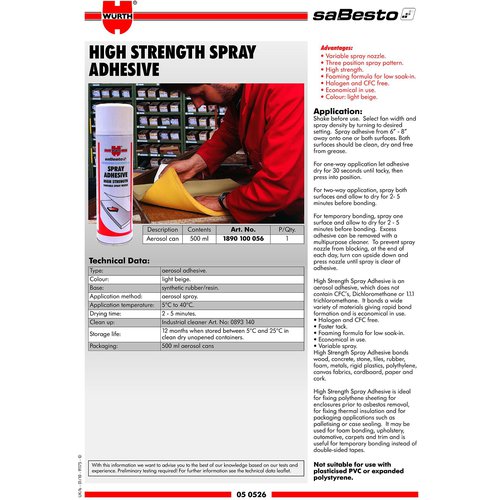 WURTH
saBesto
HIGH STRENGTH SPRAY
ADHESIVE
WURTH
saBesto
SPRAY
ADHESIVE
HIGH STRENGTH
Description Contents Art. No. P/Qty.
Aerosol can 500 ml 1890 100 056 1
Technical Data:
Type: aerosol adhesive.
Colour: light beige.
Base: synthetic rubber/resin.
Application method: aerosol spray.
Application temperature: 5°C to 40°C.
Drying time: 2 - 5 minutes.
Clean up: Industrial cleaner Art. No: 0893 140
Storage life: 12 months when stored between 5°C and 25°C in
clean dry unopened containers.
Packaging: 500 ml aerosol cans
With this information we want to advise you to the best of our knowledge based on our tests and
experience. Preliminary testing required! For further information see the technical data leaflet.
Advantages:
• Variable spray nozzle.
• Three position spray pattern.
• High strength.
• Foaming formula for low soak-in.
• Halogen and CFC free.
• Economical in use.
• Colour: light beige.
Application:
Shake before use. Select fan width and
spray density by turning to desired
setting. Spray adhesive from 6" - 8"
away onto one or both surfaces. Both
surfaces should be clean, dry and free
from grease.
For one-way application let adhesive
dry for 30 seconds until tacky, then
press into position.
For two-way application, spray both
surfaces and allow to dry for 2- 5
minutes before bonding.
For temporary bonding, spray one
surface and allow to dry for 2 - 5
minutes before bonding. Excess
adhesive can be removed with a
multipurpose cleaner. To prevent spray
nozzle from blocking, at the end of
each day, turn can upside down and
press nozzle until spray is clear of
adhesive.
High Strength Spray Adhesive is an
aerosol adhesive, which does not
contain CFC's, Dichloromethane or 1.1.1
trichloromethane. It bonds a wide
variety of materials giving rapid bond
formation and is economical in use.
• Halogen and CFC free.
• Faster tack.
• Foaming formula for low soak-in.
• Economical in use.
• Variable spray.
High Strength Spray Adhesive bonds
wood, concrete, stone, tiles, rubber,
foam, metals, rigid plastics, polythene,
canvas fabrics, cardboard, paper and
cork.
High Strength Spray Adhesive is ideal
for fixing polythene sheeting for
enclosures prior to asbestos removal,
for fixing thermal insulation and for
packaging applications such as
palletising or case sealing. It may be
used for foam bonding, upholstery,
automotive, carpets and trim and is
useful for temporary bonding instead of
double-sided tapes.
Not suitable for use with
plasticised PVC or expanded
polystyrene.
05 0526